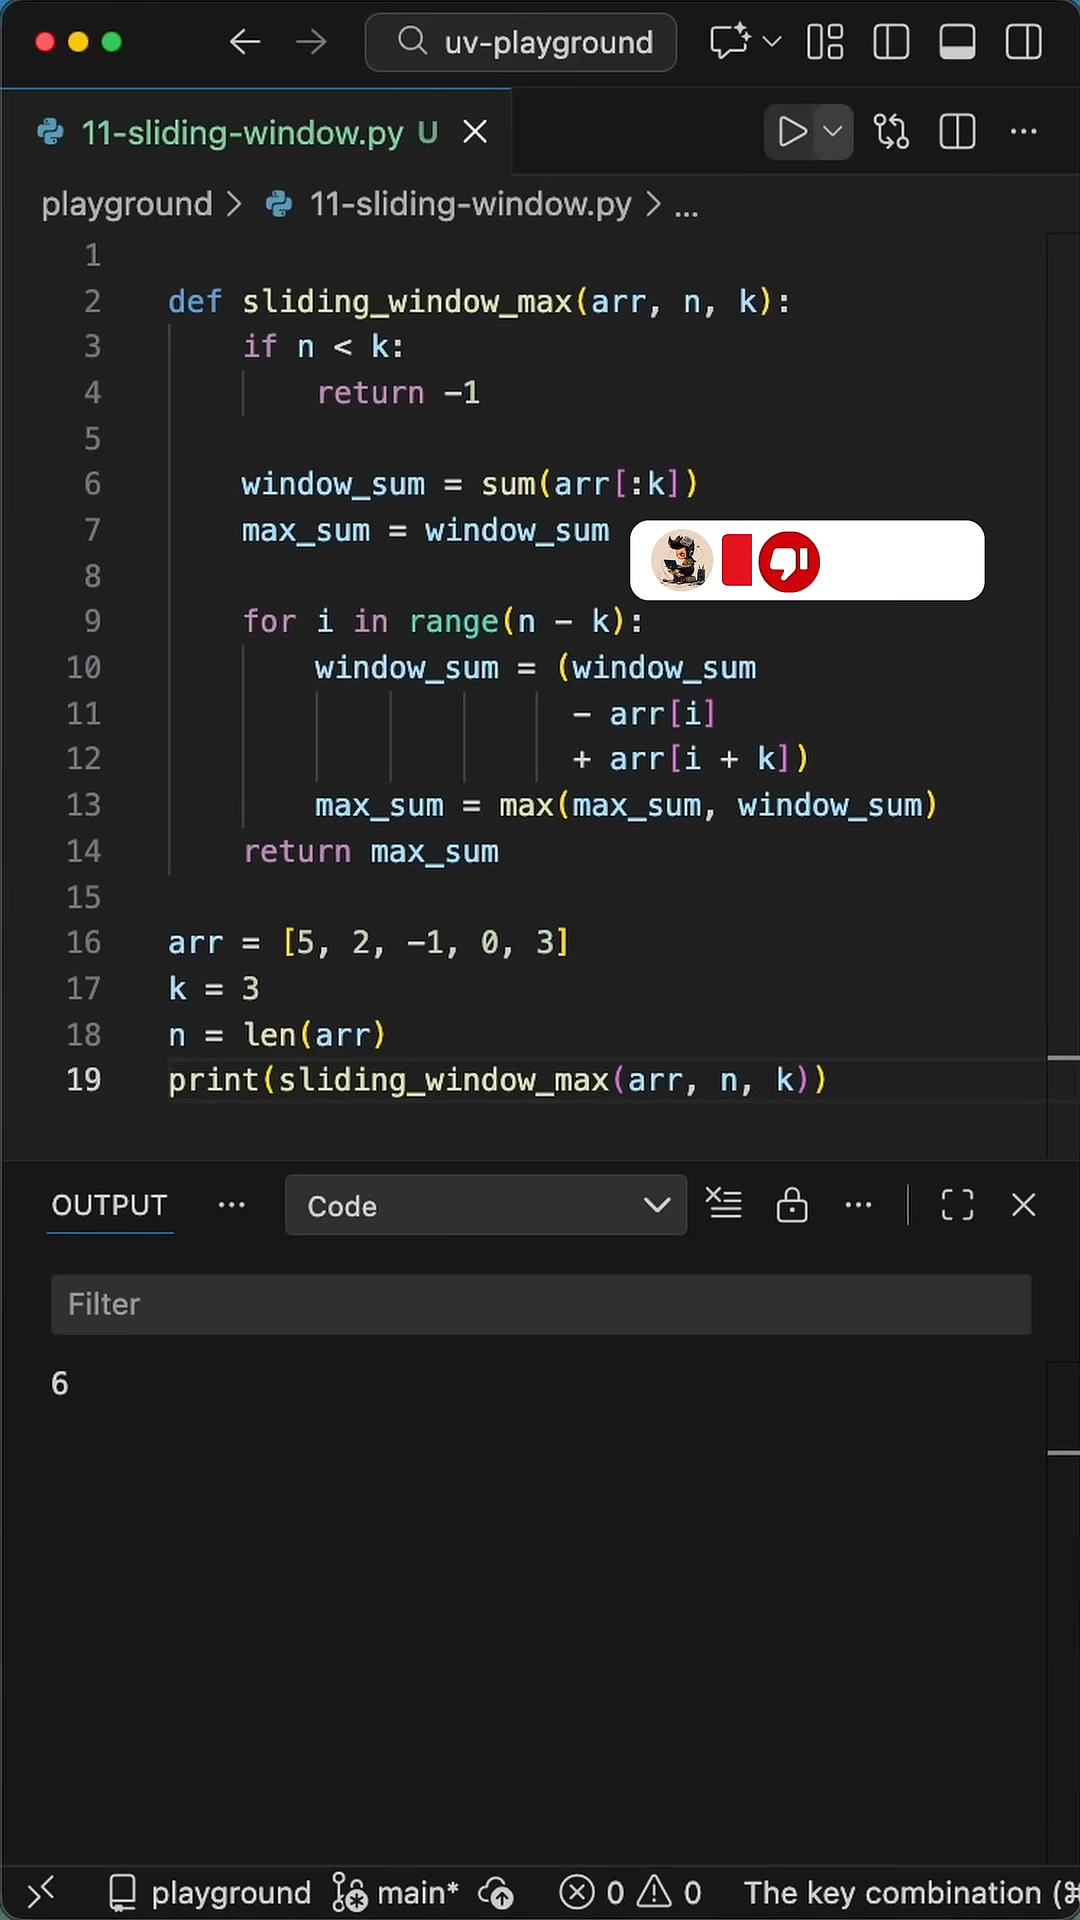 uv-playground
11-sliding-window.py U
playground > 11-sliding-window.py > ...
1
2 def sliding_window_max(arr, n, k):
3 if n < k:
4 return -1
5
6 window_sum = sum(arr[:k])
7 max_sum = window_sum
8
9 for i in range(n - k):
10 window_sum = (window_sum
11 - arr[i]
12 + arr[i + k])
13 max_sum = max(max_sum, window_sum)
14 return max_sum
15
16 arr = [5, 2, -1, 0, 3]
17 k = 3
18 n = len(arr)
19 print(sliding_window_max(arr, n, k))
OUTPUT ... Code
Filter
6
playground main* 0 0 The key combination (⌘